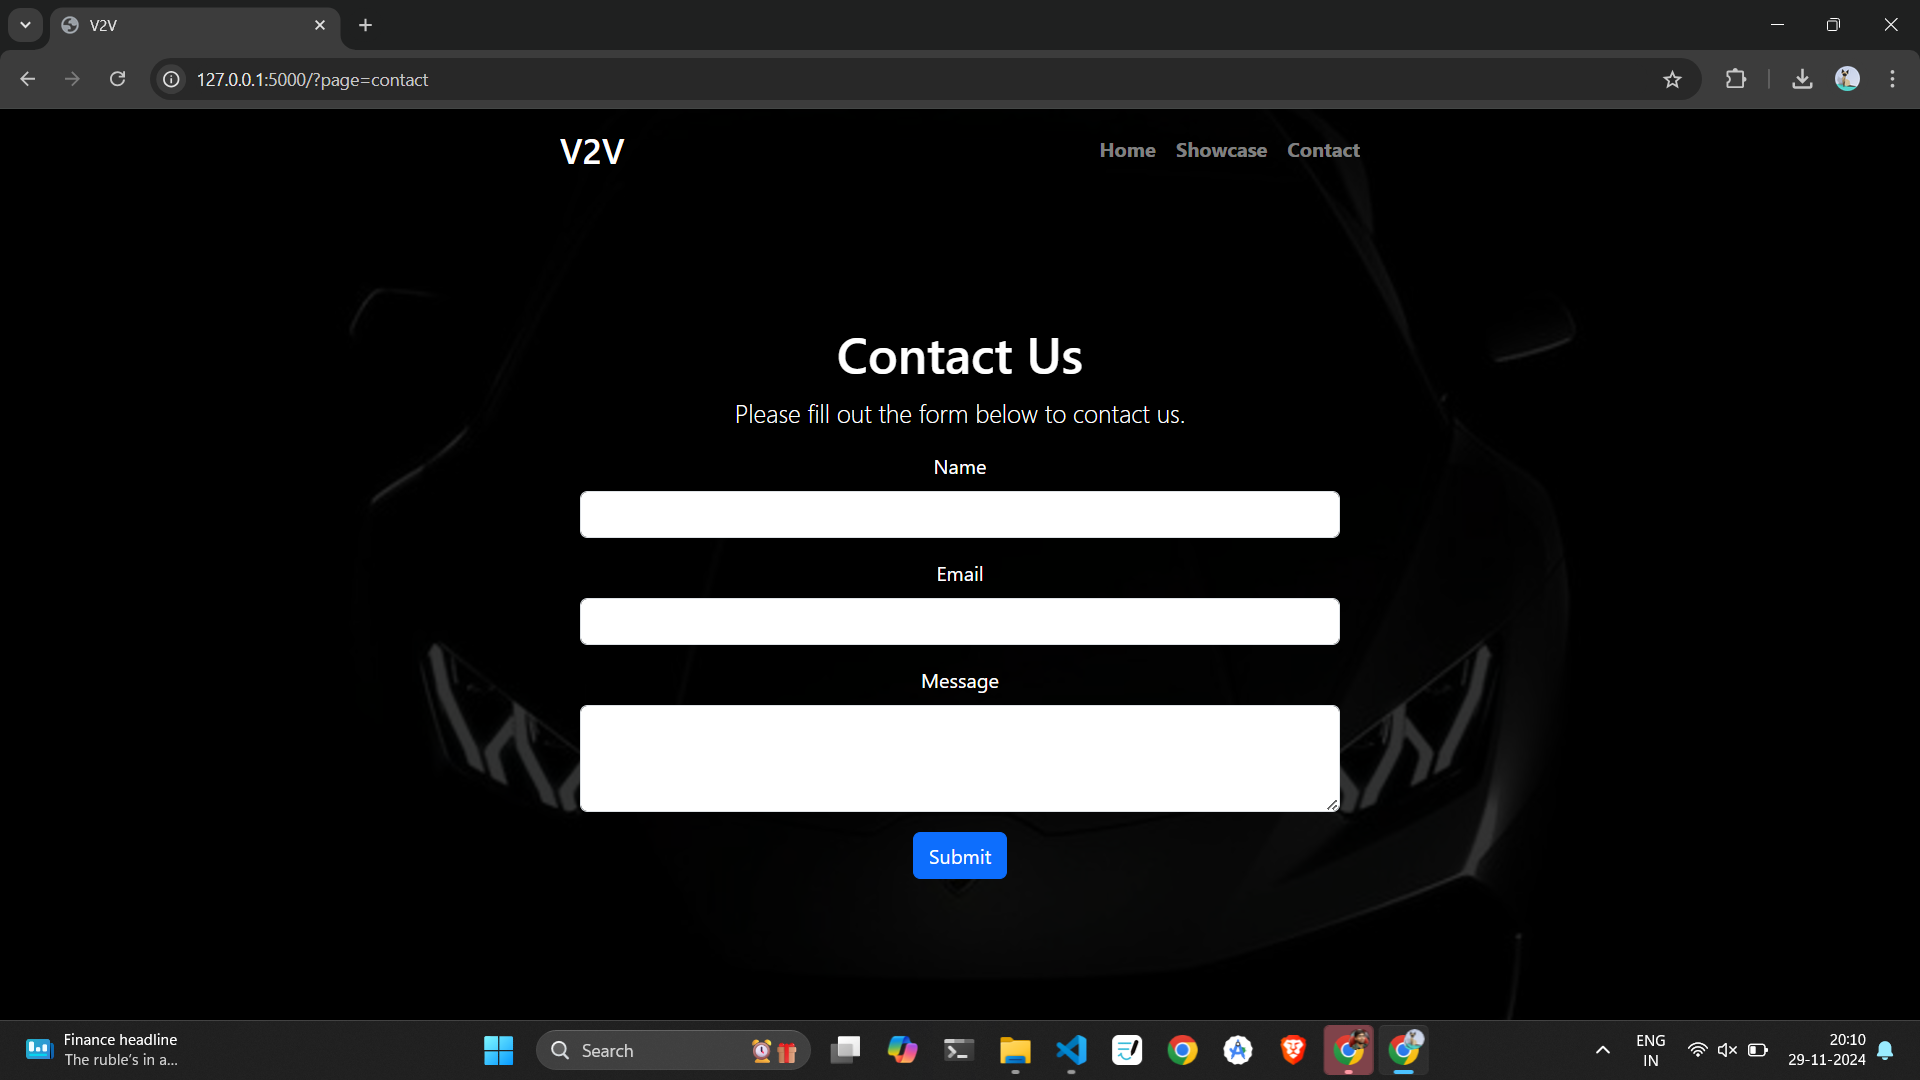 V2V
127.0.0.1:5000/?page=contact
V2V
Home Showcase Contact
Contact Us
Please fill out the form below to contact us.
Name
Email
Message
Submit
Finance headline
The ruble's in a...
Search
ENG
IN
20:10
29-11-2024